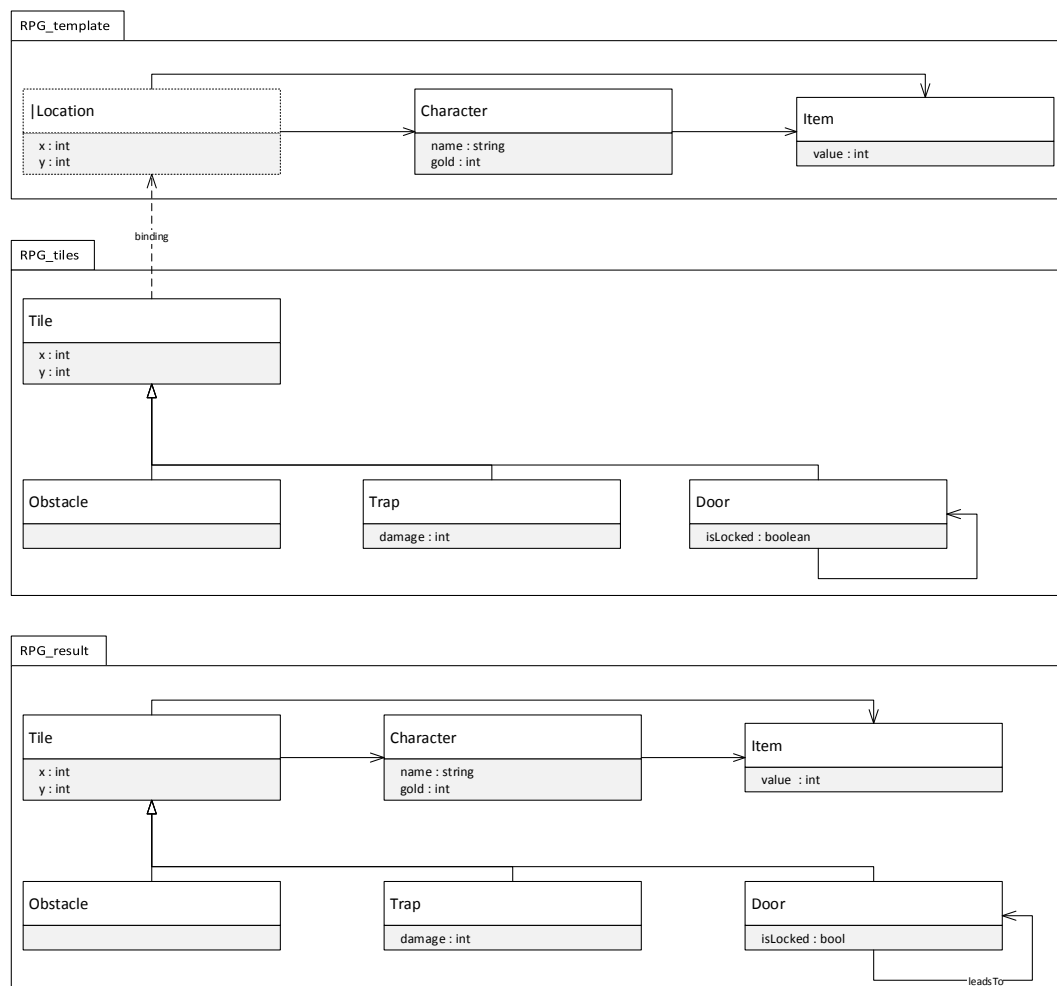 RPG_template
|Location
x : int
y : int
Character
name : string
gold : int
Item
value : int
binding
RPG_tiles
Tile
x : int
y : int
Obstacle
Trap
damage : int
Door
isLocked : boolean
RPG_result
Tile
x : int
y : int
Character
name : string
gold : int
Item
value : int
Obstacle
Trap
damage : int
Door
isLocked : bool
leadsTo